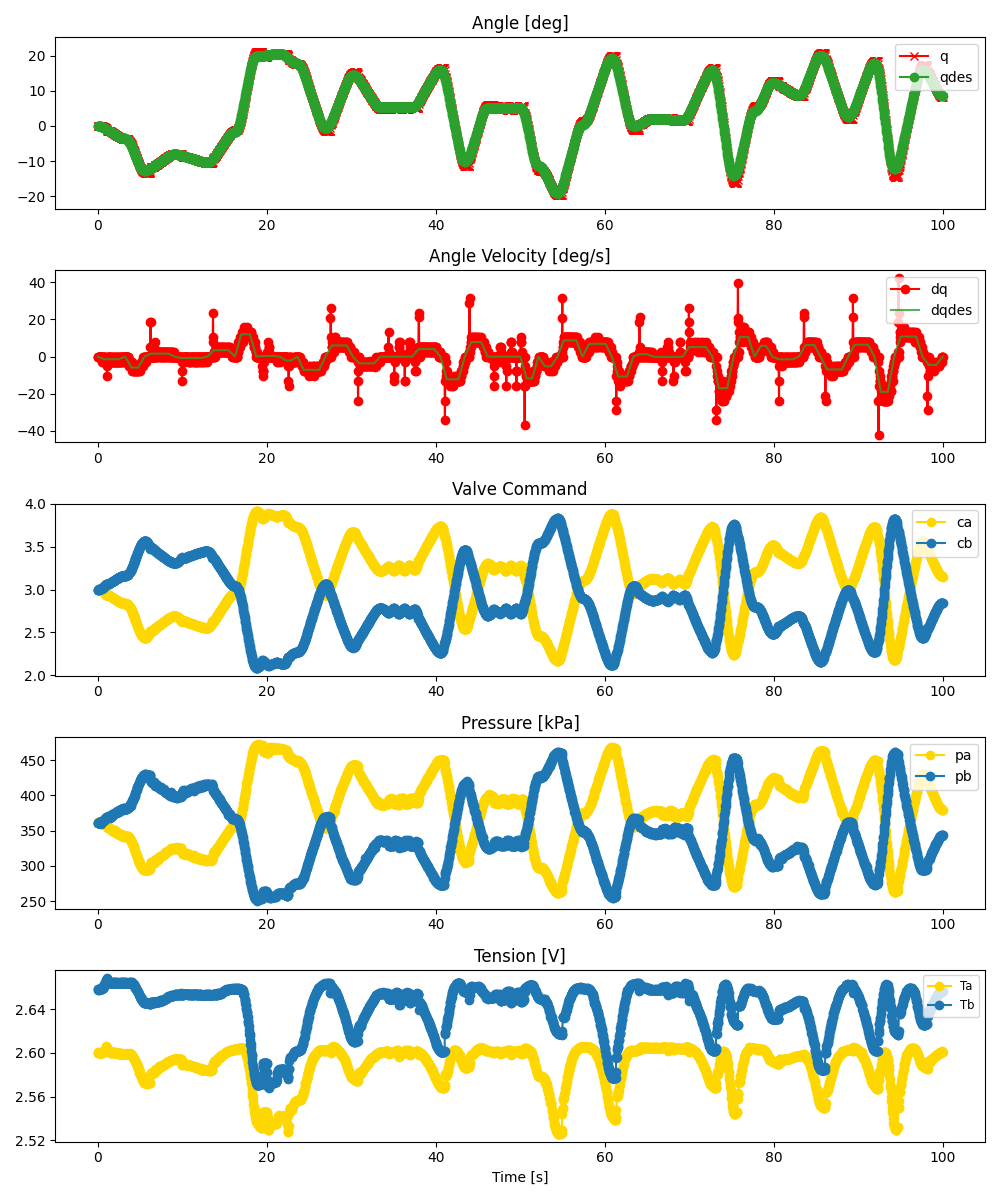 Angle [deg]
20
10
0
−10
−20
q
qdes
0 20 40 60 80 100
Angle Velocity [deg/s]
40
20
0
−20
−40
dq
dqdes
0 20 40 60 80 100
Valve Command
4.0
3.5
3.0
2.5
2.0
ca
cb
0 20 40 60 80 100
Pressure [kPa]
450
400
350
300
250
pa
pb
0 20 40 60 80 100
Tension [V]
2.64
2.60
2.56
2.52
Ta
Tb
0 20 40 60 80 100
Time [s]